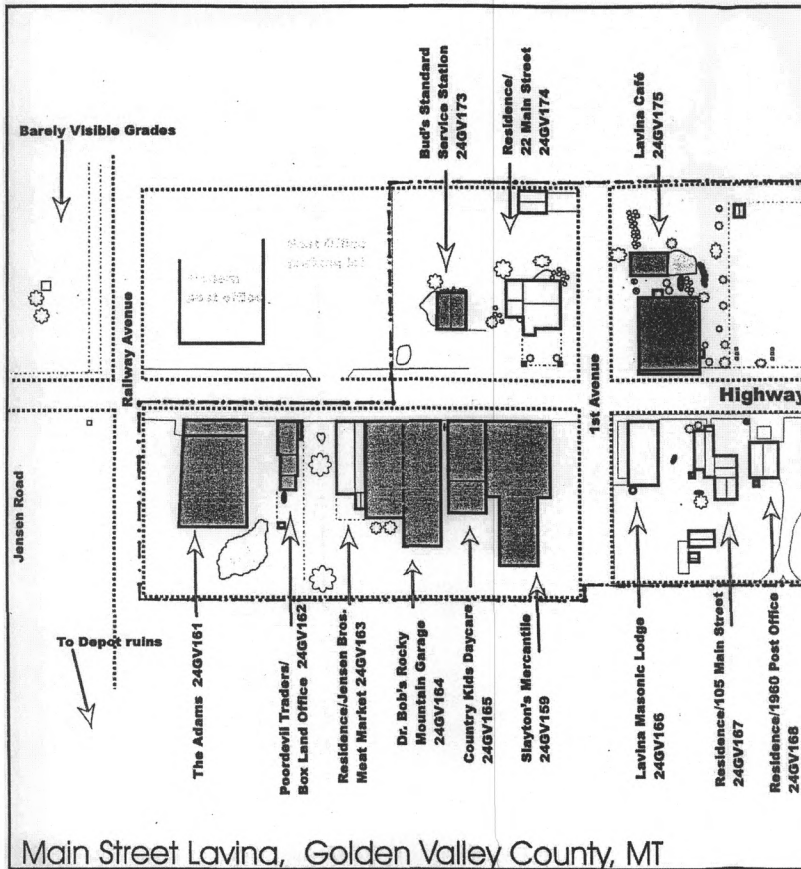 Barely Visible Grades
Bud's Standard
Service Station
24GV173
Residence/
22 Main Street
24GV174
Lavina Café
24GV175
Railway Avenue
1st Avenue
Highway
Jensen Road
To Depot ruins
The Adams 24GV161
Poordevil Traders/
Box Land Office 24GV162
Residence/Jensen Bros.
Meat Market 24GV163
Dr. Bob's Rocky
Mountain Garage
24GV164
Country Kids Daycare
24GV165
Slayton's Mercantile
24GV159
Lavina Masonic Lodge
24GV166
Residence/105 Main Street
24GV167
Residence/1960 Post Office
24GV168
Main Street Lavina, Golden Valley County, MT